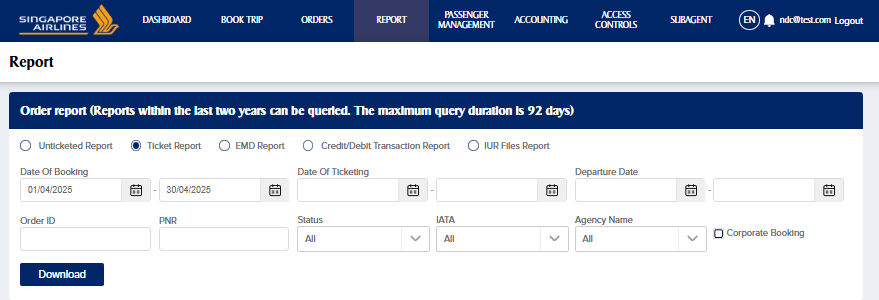 SINGAPORE
AIRLINES
DASHBOARD
BOOK TRIP
ORDERS
REPORT
PASSENGER
MANAGEMENT
ACCOUNTING
ACCESS
CONTROLS
SUBAGENT
EN
ndc@test.com Logout
Report
Order report (Reports within the last two years can be queried. The maximum query duration is 92 days)
Unticketed Report Ticket Report EMD Report Credit/Debit Transaction Report IUR Files Report
Date Of Booking Date Of Ticketing Departure Date
01/04/2025 - 30/04/2025 - -
Order ID PNR Status IATA Agency Name
All All All Corporate Booking
Download